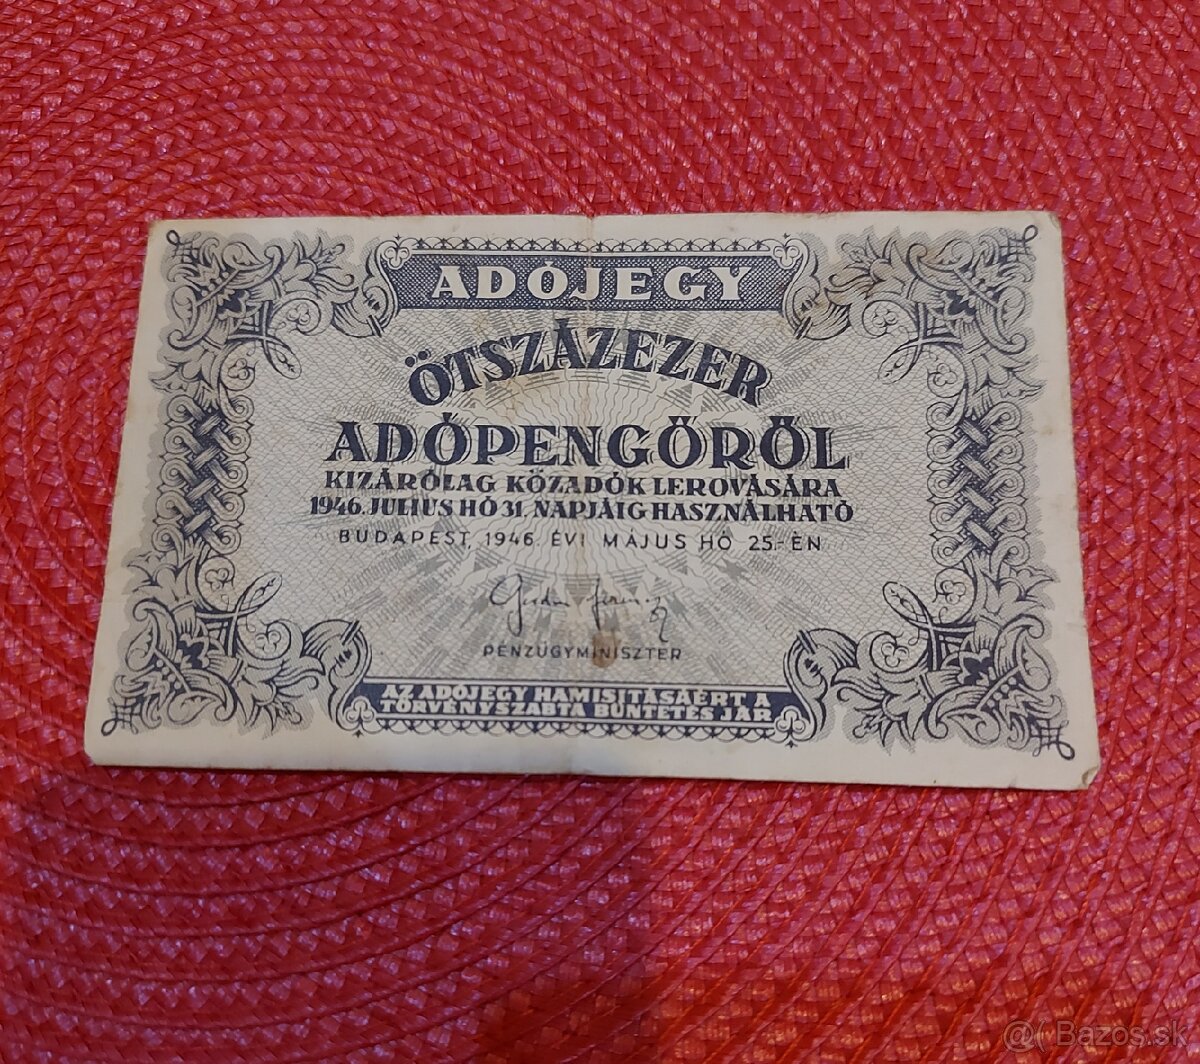 ADÓJEGY
ÖTSZÁZEZER
ADÓPENGŐRŐL
KIZÁRÓLAG KÖZADÓK LEROVÁSÁRA
1946. JULIUS HÓ 31. NAPJÁIG HASZNÁLHATÓ
BUDAPEST, 1946. ÉVI MÁJUS HÓ 25.-ÉN
PÉNZÜGYMINISZTER
AZ ADÓJEGY HAMISITÁSÁÉRT A
TÖRVÉNYSZABTA BÜNTETÉS JÁR
@( Bazos.sk